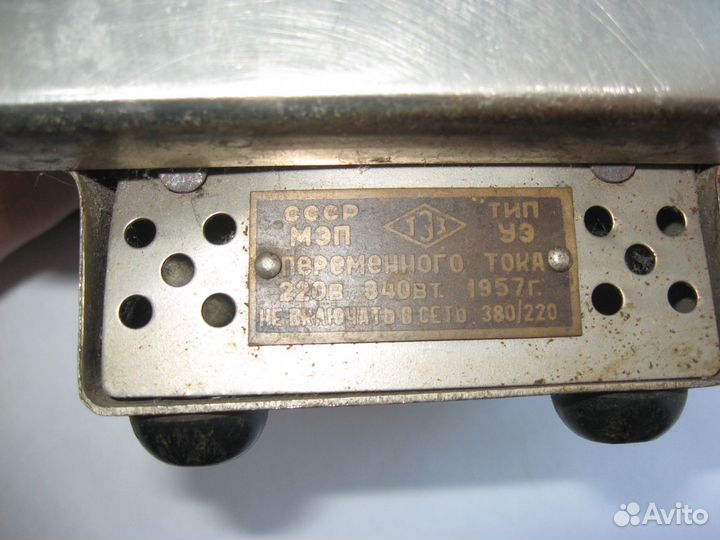 СССР ТЭЗ ТИП
МЭП УЭ
ПЕРЕМЕННОГО ТОКА
220В 340ВТ. 1957Г.
НЕ ВКЛЮЧАТЬ В СЕТЬ 380/220
Avito